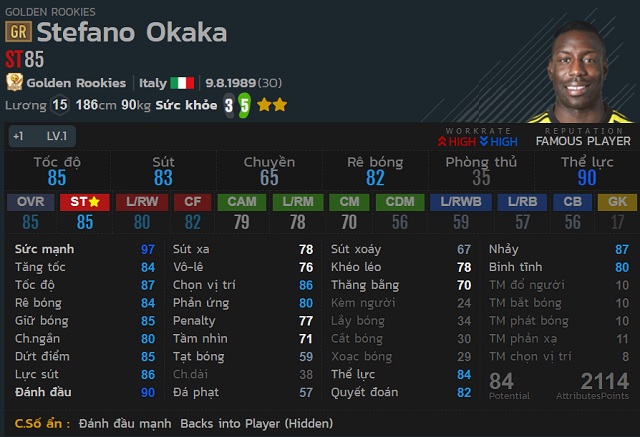 GOLDEN ROOKIES
GR Stefano Okaka
ST 85
Golden Rookies Italy 9.8.1989(30)
Lương 15 186cm 90kg Sức khỏe 3 5
+1 LV.1
WORKRATE REPUTATION
HIGH HIGH FAMOUS PLAYER
Tốc độ Sút Chuyền Rê bóng Phòng thủ Thể lực
85 83 65 82 35 90
OVR ST L/RW CF CAM L/RM CM CDM L/RWB L/RB CB GK
85 85 80 82 79 78 70 56 59 57 56 17
Sức mạnh 97 Sút xa 78 Sút xoáy 67 Nhảy 87
Tăng tốc 84 Vô-lê 76 Khéo léo 78 Bình tĩnh 80
Tốc độ 87 Chọn vị trí 86 Thăng bằng 70 TM đổ người 10
Rê bóng 84 Phản ứng 80 Kèm người 24 TM bắt bóng 10
Giữ bóng 85 Penalty 77 Lấy bóng 34 TM phát bóng 10
Ch.ngắn 80 Tầm nhìn 71 Cắt bóng 30 TM phản xạ 11
Dứt điểm 85 Tạt bóng 59 Xoạc bóng 29 TM chọn vị trí 8
Lực sút 86 Ch.dài 38 Thể lực 84 84 2114
Đánh đầu 90 Đá phạt 57 Quyết đoán 82 Potential AttributesPoints
C.Số ẩn : Đánh đầu mạnh Backs into Player (Hidden)